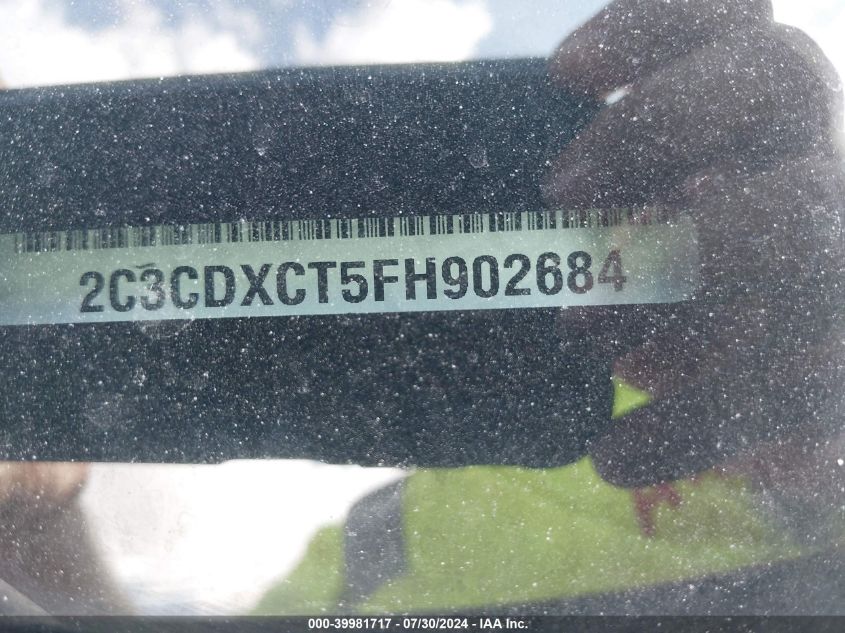 2C3CDXCT5FH902684
000-39981717 - 07/30/2024 - IAA Inc.